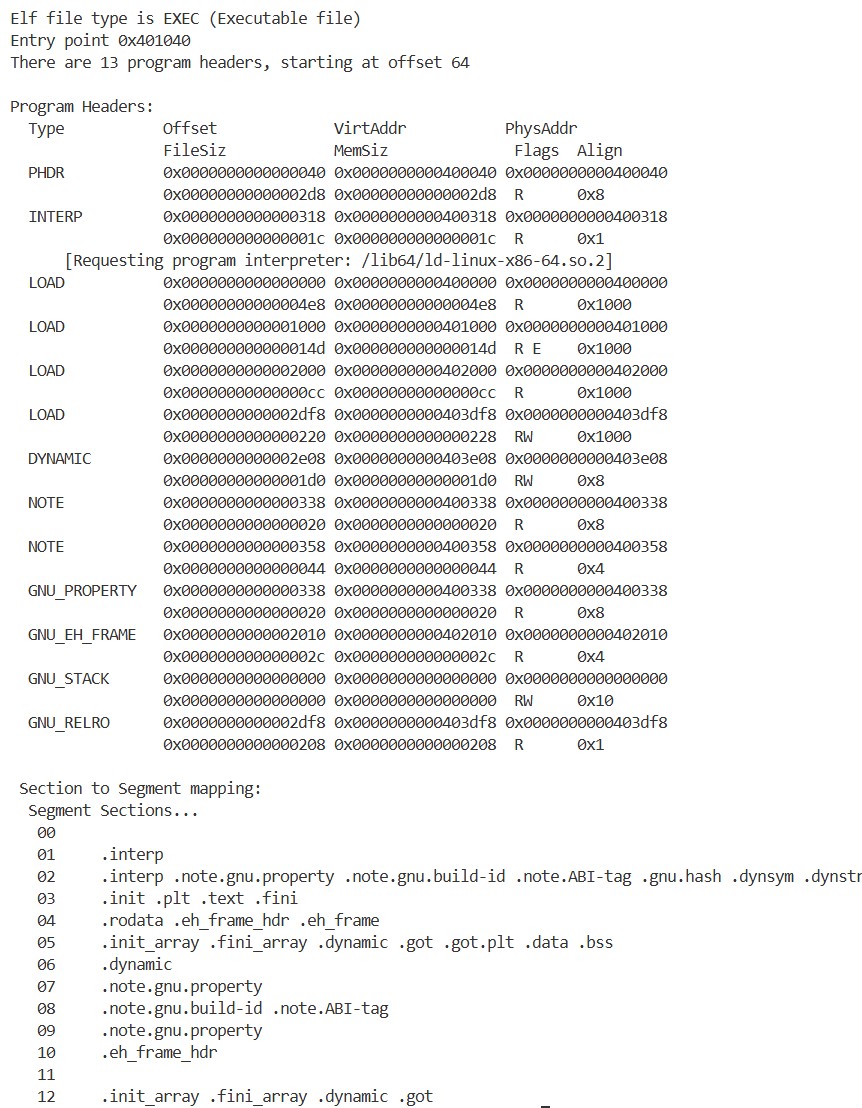 Elf file type is EXEC (Executable file)
Entry point 0x401040
There are 13 program headers, starting at offset 64
Program Headers:
Type Offset VirtAddr PhysAddr
FileSiz MemSiz Flags Align
PHDR 0x0000000000000040 0x0000000000400040 0x0000000000400040
0x00000000000002d8 0x00000000000002d8 R 0x8
INTERP 0x0000000000000318 0x0000000000400318 0x0000000000400318
0x000000000000001c 0x000000000000001c R 0x1
[Requesting program interpreter: /lib64/ld-linux-x86-64.so.2]
LOAD 0x0000000000000000 0x0000000000400000 0x0000000000400000
0x00000000000004e8 0x00000000000004e8 R 0x1000
LOAD 0x0000000000001000 0x0000000000401000 0x0000000000401000
0x000000000000014d 0x000000000000014d R E 0x1000
LOAD 0x0000000000002000 0x0000000000402000 0x0000000000402000
0x00000000000000cc 0x00000000000000cc R 0x1000
LOAD 0x0000000000002df8 0x0000000000403df8 0x0000000000403df8
0x0000000000000220 0x0000000000000228 RW 0x1000
DYNAMIC 0x0000000000002e08 0x0000000000403e08 0x0000000000403e08
0x00000000000001d0 0x00000000000001d0 RW 0x8
NOTE 0x0000000000000338 0x0000000000400338 0x0000000000400338
0x0000000000000020 0x0000000000000020 R 0x8
NOTE 0x0000000000000358 0x0000000000400358 0x0000000000400358
0x0000000000000044 0x0000000000000044 R 0x4
GNU_PROPERTY 0x0000000000000338 0x0000000000400338 0x0000000000400338
0x0000000000000020 0x0000000000000020 R 0x8
GNU_EH_FRAME 0x0000000000002010 0x0000000000402010 0x0000000000402010
0x000000000000002c 0x000000000000002c R 0x4
GNU_STACK 0x0000000000000000 0x0000000000000000 0x0000000000000000
0x0000000000000000 0x0000000000000000 RW 0x10
GNU_RELRO 0x0000000000002df8 0x0000000000403df8 0x0000000000403df8
0x0000000000000208 0x0000000000000208 R 0x1
Section to Segment mapping:
Segment Sections...
00
01 .interp
02 .interp .note.gnu.property .note.gnu.build-id .note.ABI-tag .gnu.hash .dynsym .dynstr
03 .init .plt .text .fini
04 .rodata .eh_frame_hdr .eh_frame
05 .init_array .fini_array .dynamic .got .got.plt .data .bss
06 .dynamic
07 .note.gnu.property
08 .note.gnu.build-id .note.ABI-tag
09 .note.gnu.property
10 .eh_frame_hdr
11
12 .init_array .fini_array .dynamic .got